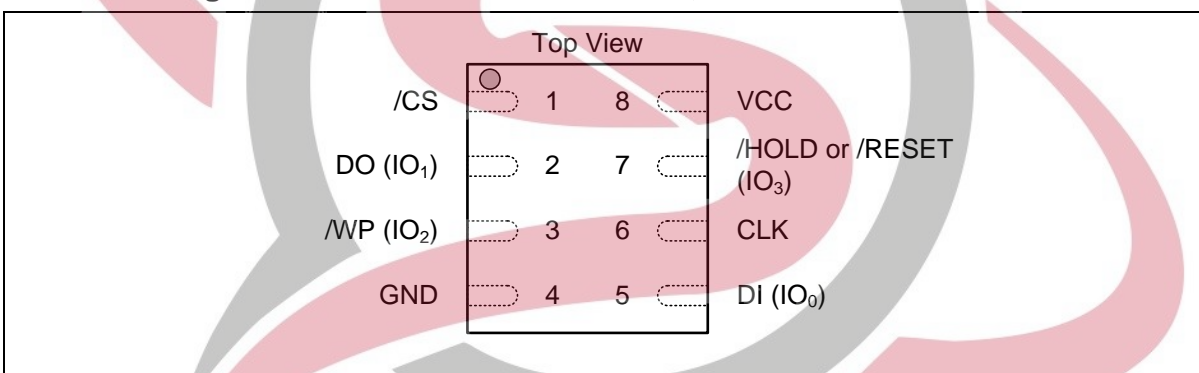 Top View
/CS 1 8 VCC
DO (IO₁) 2 7 /HOLD or /RESET
(IO₃)
/WP (IO₂) 3 6 CLK
GND 4 5 DI (IO₀)